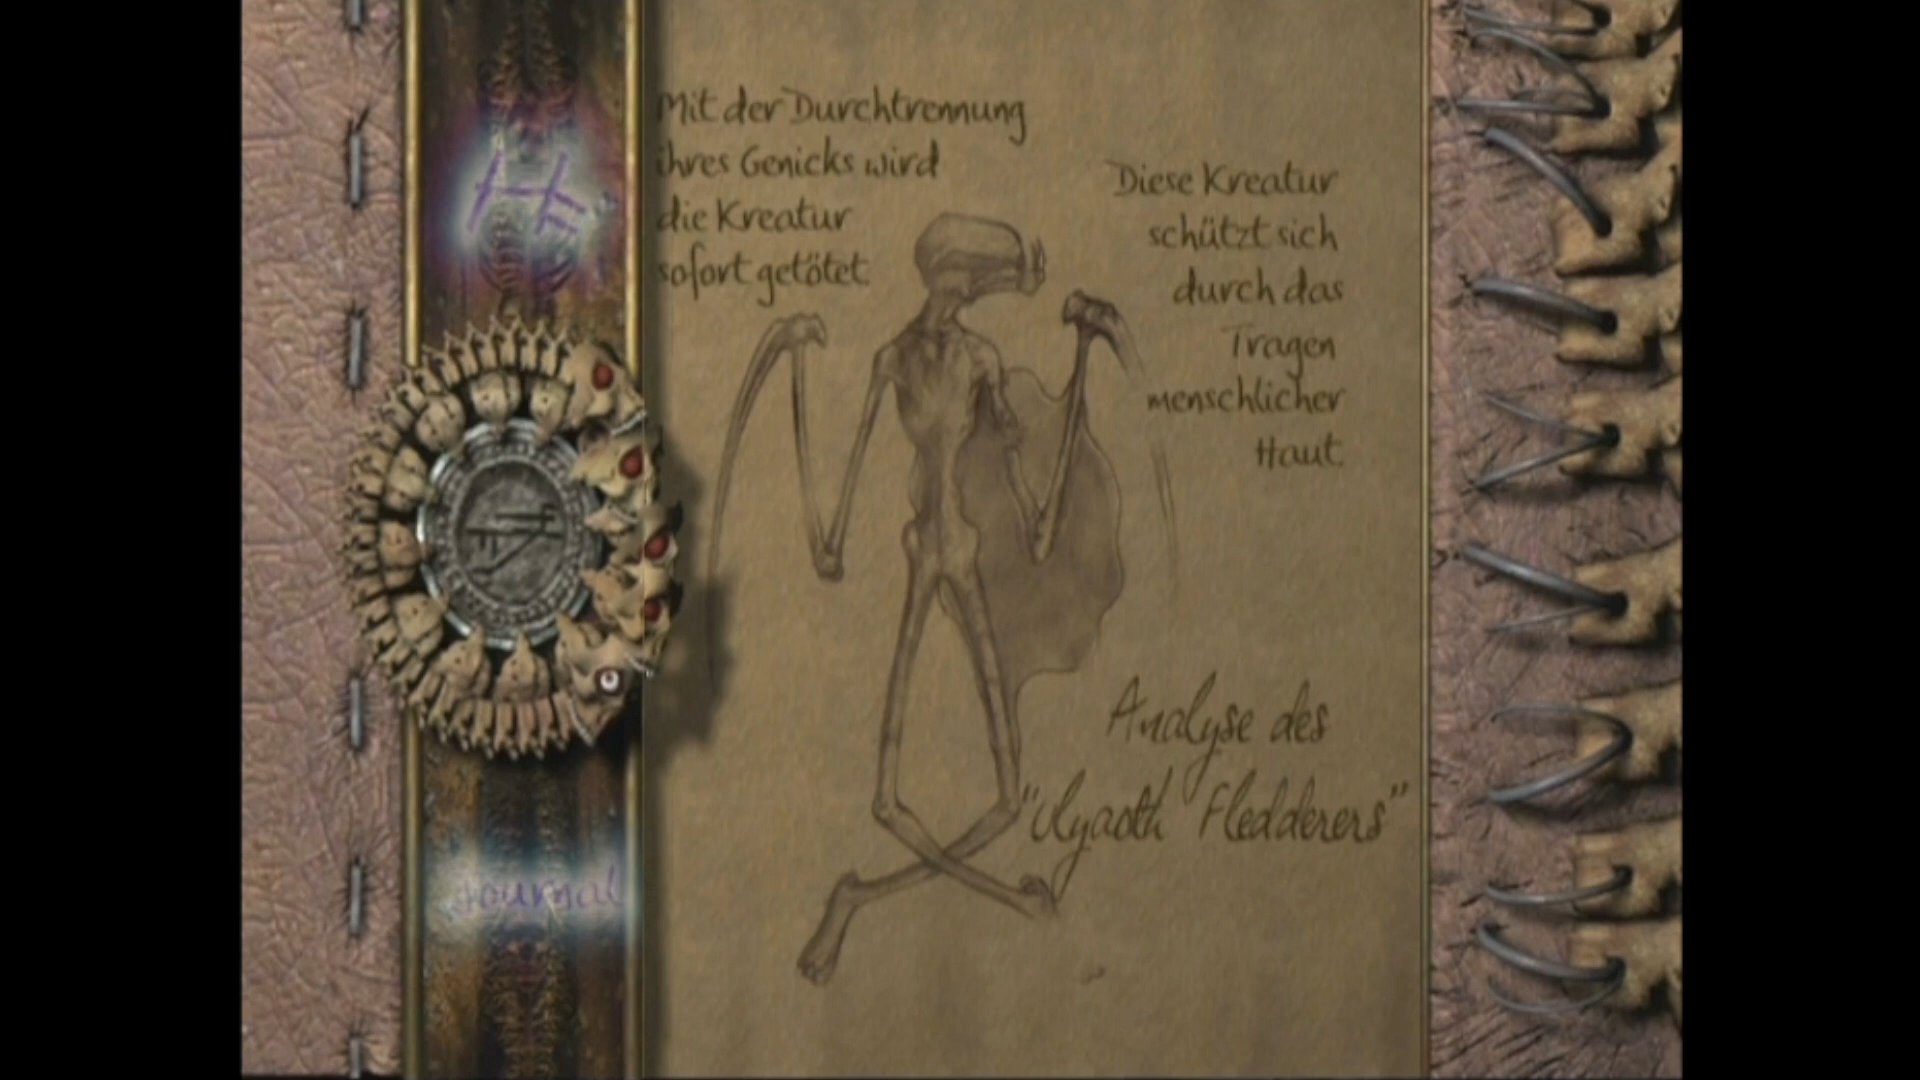 Mit der Durchtrennung
ihres Genicks wird
die Kreatur
sofort getötet.
Diese Kreatur
schützt sich
durch das
Tragen
menschlicher
Haut.
Analyse des
"Ulyaoth Fledderers"
Journal